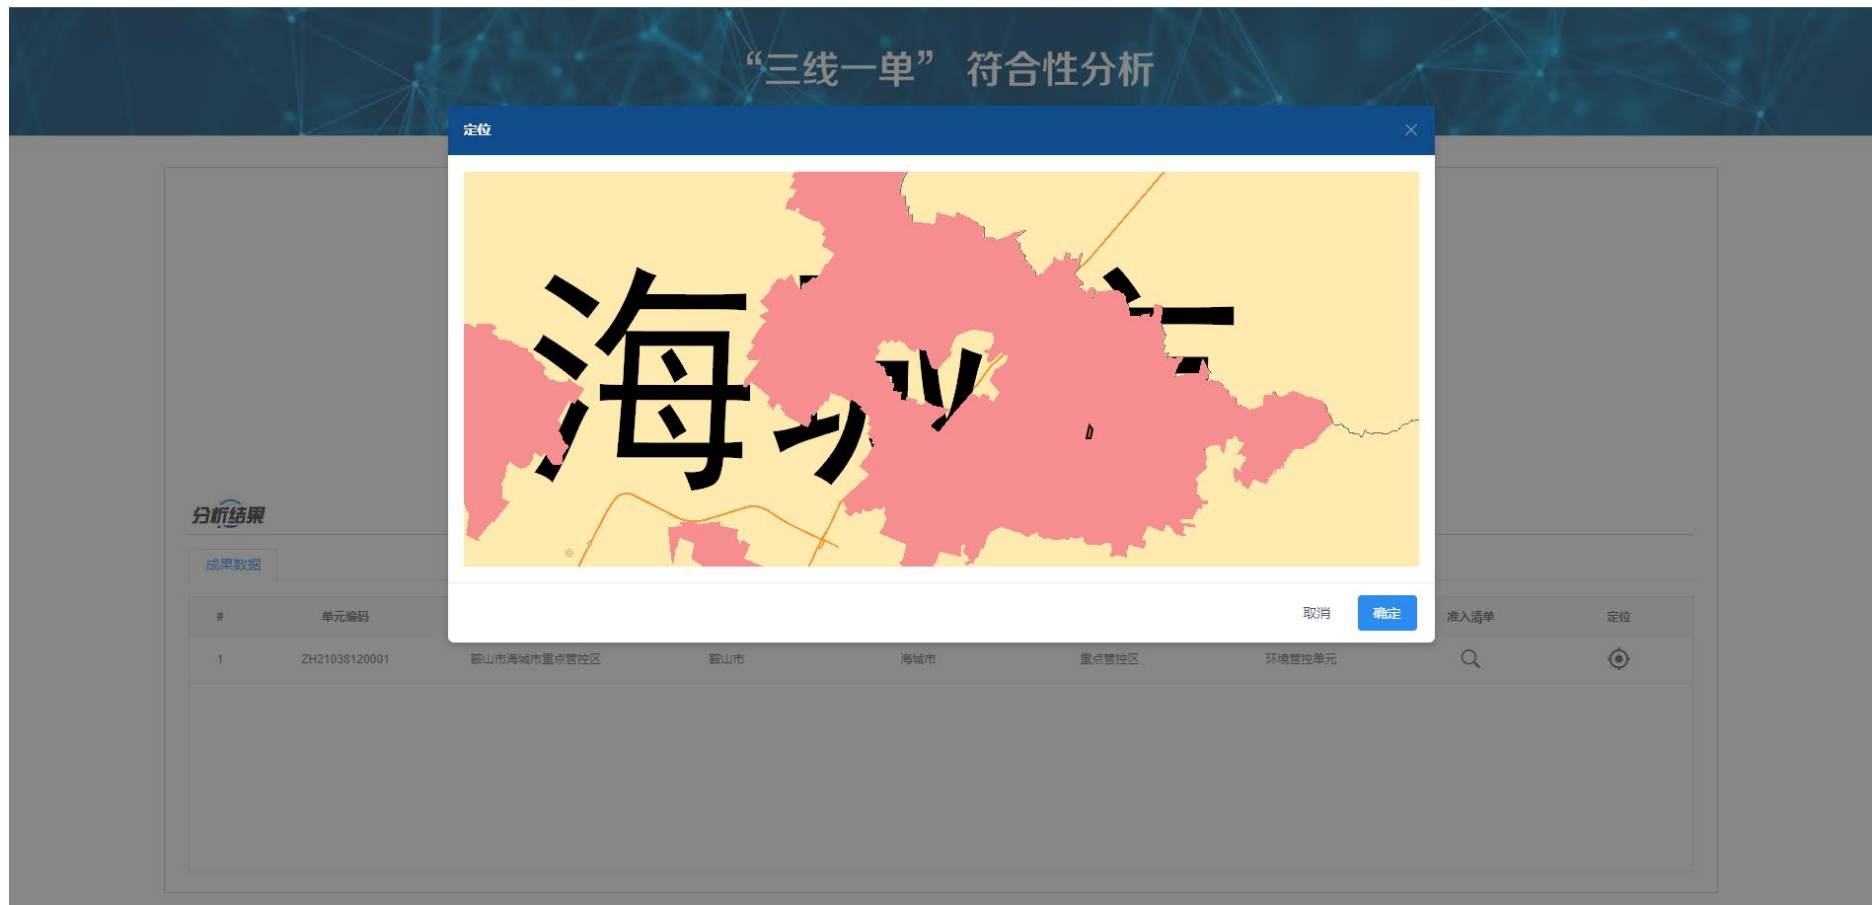 “三线一单” 符合性分析
定位
海
分析结果
成果数据
取消 确定
# 单元编码 准入清单 定位
1 ZH21038120001 鞍山市海城市重点管控区 鞍山市 海城市 重点管控区 环境管控单元